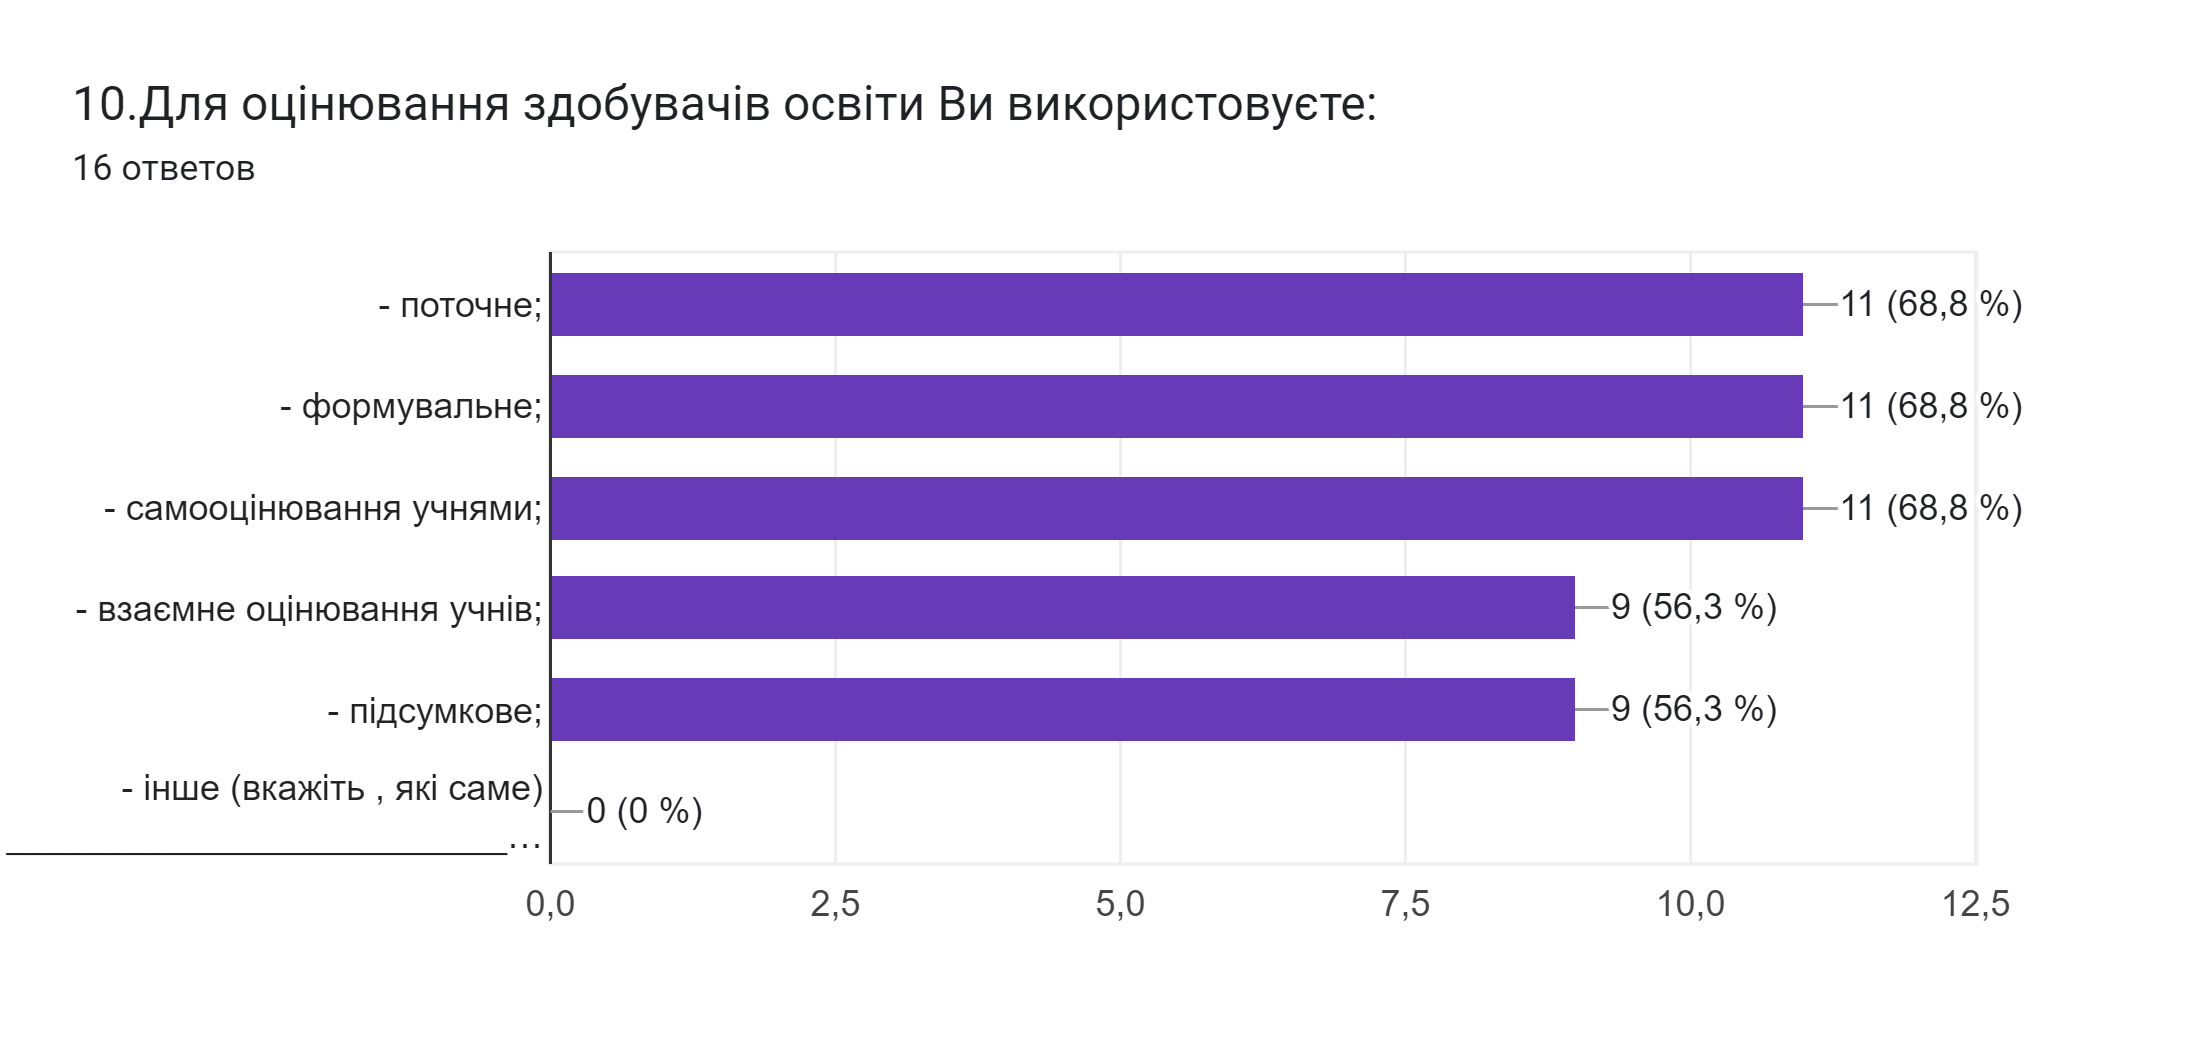 10.Для оцінювання здобувачів освіти Ви використовуєте:
16 ответов
- поточне;
11 (68,8 %)
- формувальне;
11 (68,8 %)
- самооцінювання учнями;
11 (68,8 %)
- взаємне оцінювання учнів;
9 (56,3 %)
- підсумкове;
9 (56,3 %)
- інше (вкажіть , які саме)
_________________________…
0 (0 %)
0,0 2,5 5,0 7,5 10,0 12,5